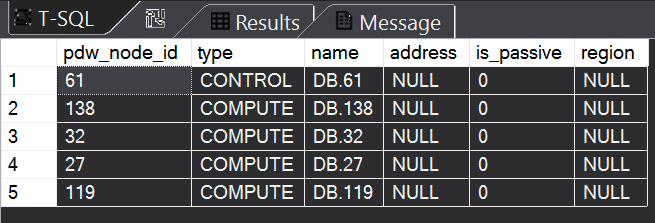 T-SQL Results Message
pdw_node_id type name address is_passive region
1 61 CONTROL DB.61 NULL 0 NULL
2 138 COMPUTE DB.138 NULL 0 NULL
3 32 COMPUTE DB.32 NULL 0 NULL
4 27 COMPUTE DB.27 NULL 0 NULL
5 119 COMPUTE DB.119 NULL 0 NULL